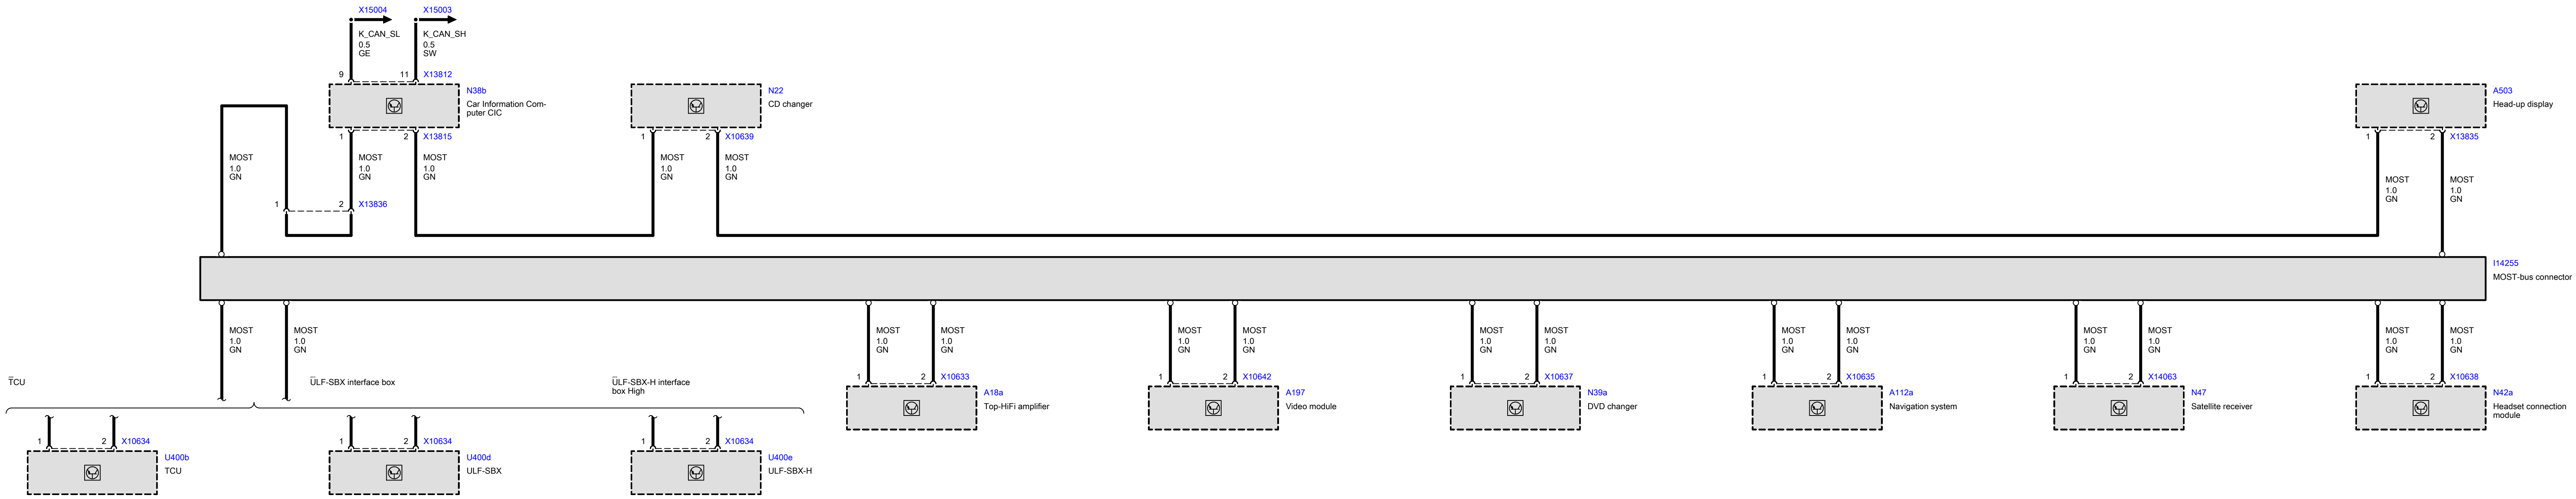 X15004
X15003
K_CAN_SL
0.5
GE
K_CAN_SH
0.5
SW
9
11
X13812
N38b
Car Information Com-
puter CIC
N22
CD changer
A503
Head-up display
1
2
X13815
1
2
X10639
1
2
X13835
MOST
1.0
GN
MOST
1.0
GN
MOST
1.0
GN
MOST
1.0
GN
MOST
1.0
GN
MOST
1.0
GN
MOST
1.0
GN
1
2
X13836
I14255
MOST-bus connector
MOST
1.0
GN
MOST
1.0
GN
MOST
1.0
GN
MOST
1.0
GN
MOST
1.0
GN
MOST
1.0
GN
MOST
1.0
GN
MOST
1.0
GN
MOST
1.0
GN
MOST
1.0
GN
MOST
1.0
GN
MOST
1.0
GN
MOST
1.0
GN
MOST
1.0
GN
TCU
ULF-SBX interface box
ULF-SBX-H interface
box High
1
2
X10633
A18a
Top-HiFi amplifier
1
2
X10642
A197
Video module
1
2
X10637
N39a
DVD changer
1
2
X10635
A112a
Navigation system
1
2
X14063
N47
Satellite receiver
1
2
X10638
N42a
Headset connection
module
1
2
X10634
U400b
TCU
1
2
X10634
U400d
ULF-SBX
1
2
X10634
U400e
ULF-SBX-H